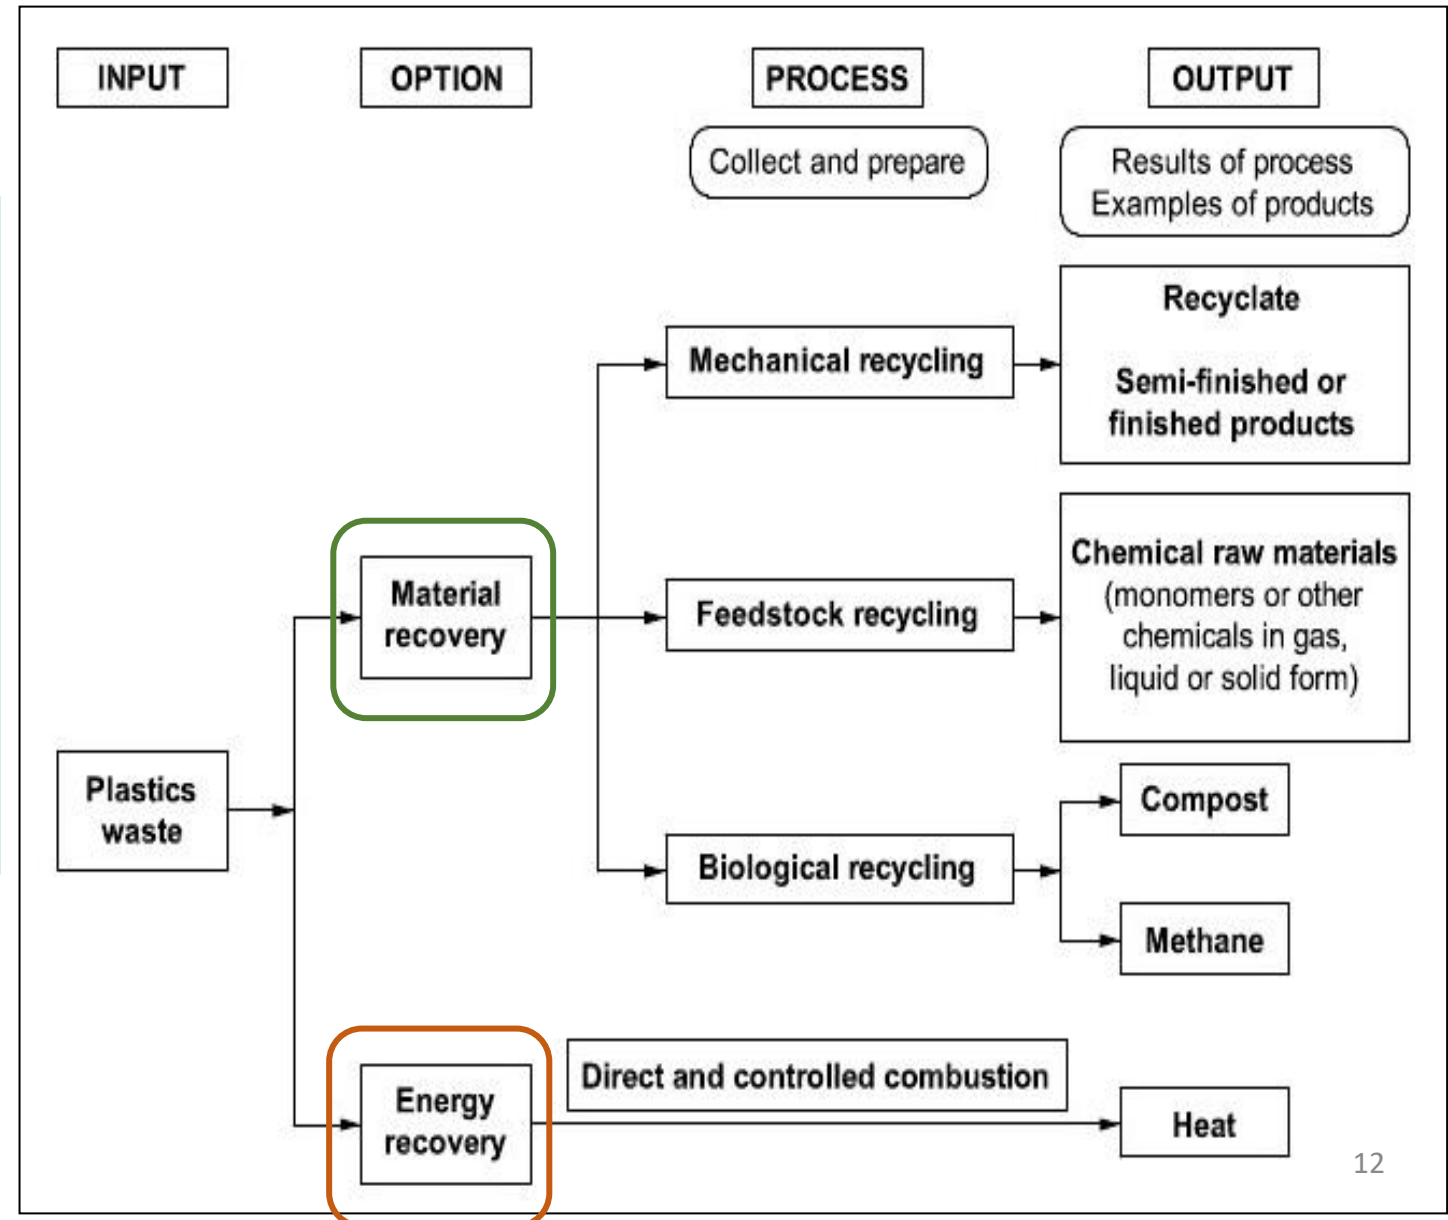 INPUT
OPTION
PROCESS
OUTPUT
Collect and prepare
Results of process
Examples of products
Recyclate
Semi-finished or
finished products
Mechanical recycling
Chemical raw materials
(monomers or other
chemicals in gas,
liquid or solid form)
Material
recovery
Feedstock recycling
Plastics
waste
Compost
Biological recycling
Methane
Direct and controlled combustion
Energy
recovery
Heat
12